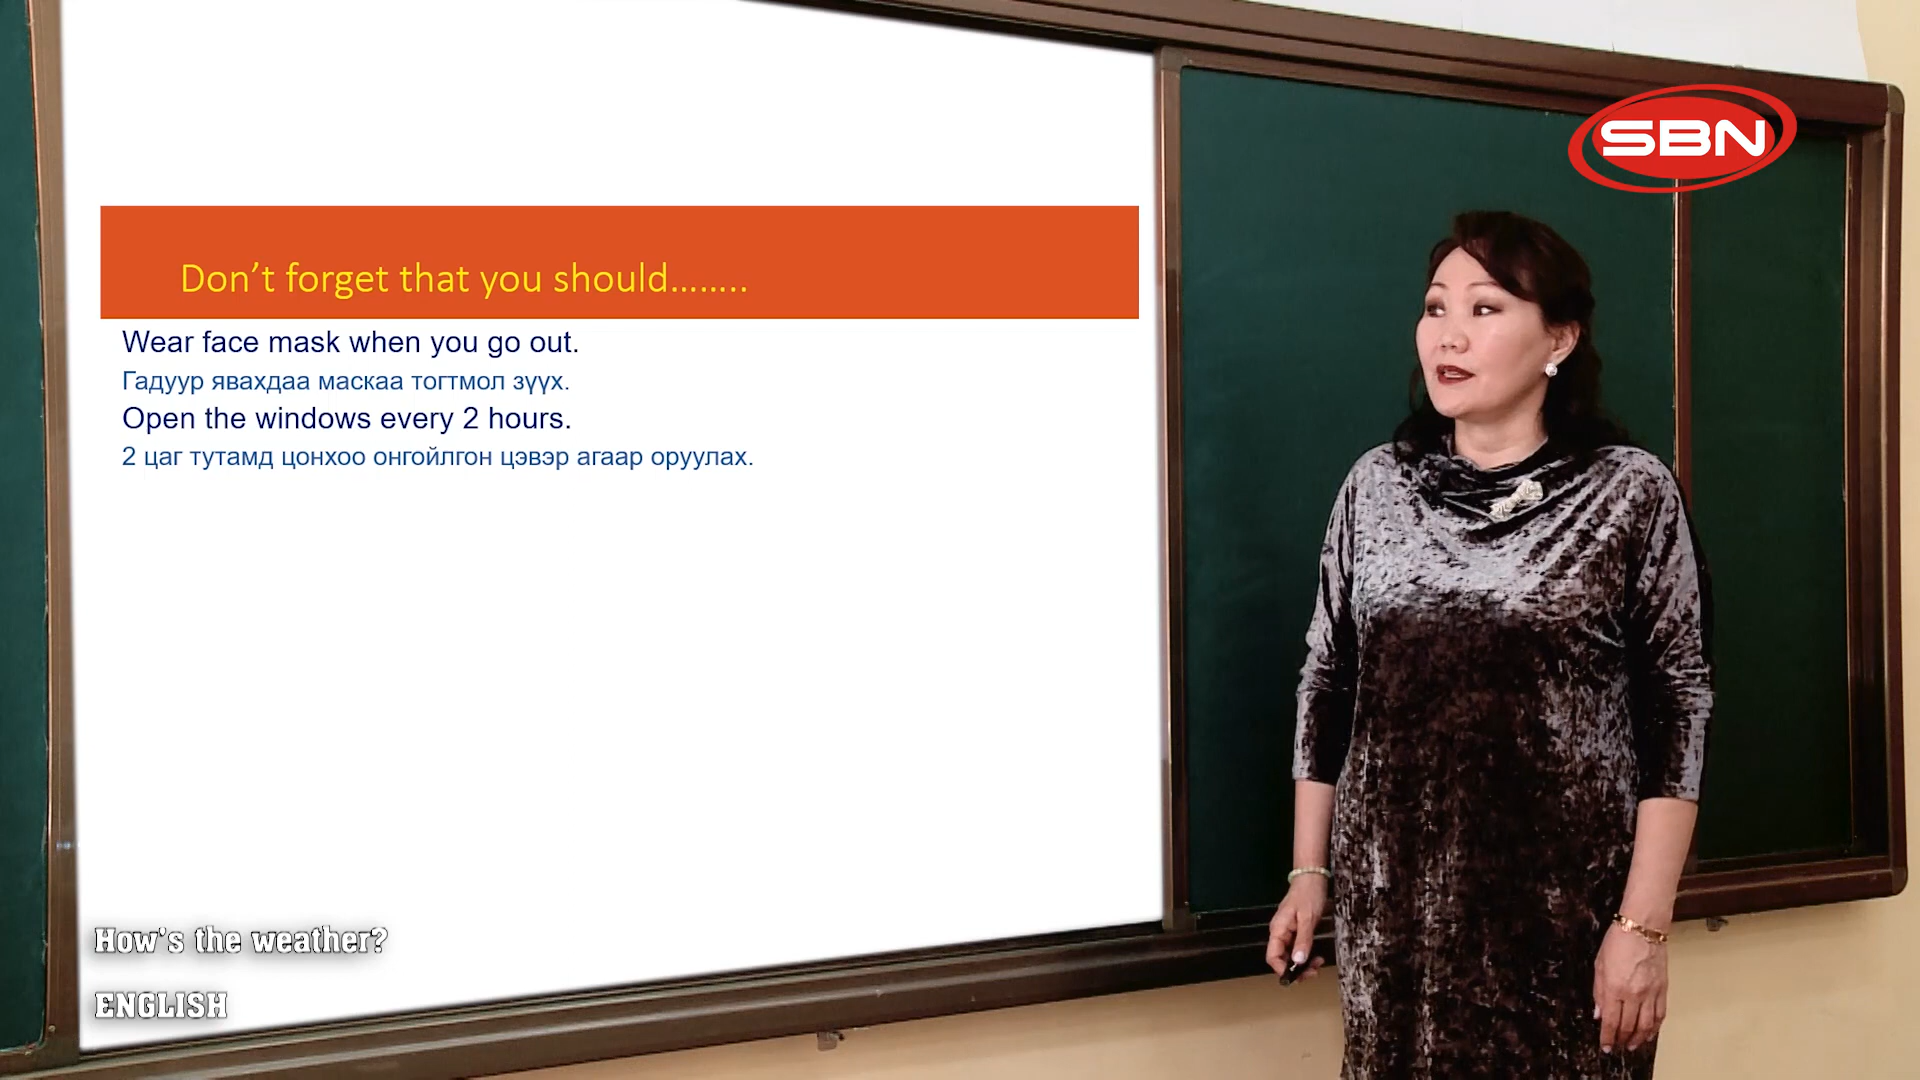 SBN
Don’t forget that you should........
Wear face mask when you go out.
Гадуур явахдаа маскаа тогтмол зүүх.
Open the windows every 2 hours.
2 цаг тутамд цонхоо онгойлгон цэвэр агаар оруулах.
How's the weather?
ENGLISH